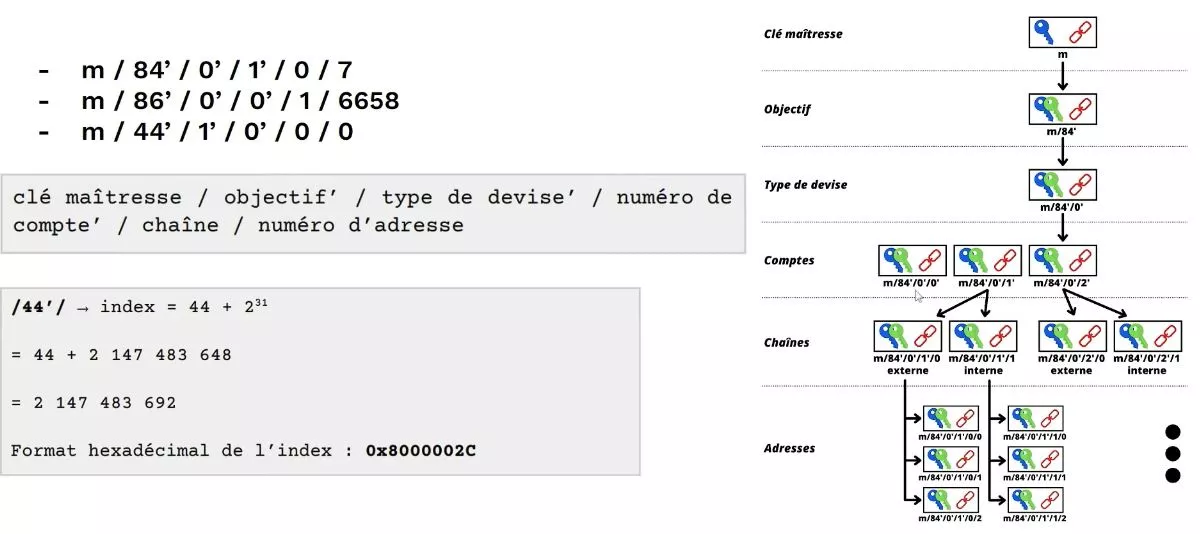 - m / 84’ / 0’ / 1’ / 0 / 7
- m / 86’ / 0’ / 0’ / 1 / 6658
- m / 44’ / 1’ / 0’ / 0 / 0
clé maîtresse / objectif’ / type de devise’ / numéro de
compte’ / chaîne / numéro d’adresse
/44’/ → index = 44 + 2³¹
= 44 + 2 147 483 648
= 2 147 483 692
Format hexadécimal de l’index : 0x8000002C
Clé maîtresse
m
Objectif
m/84'
Type de devise
m/84'/0'
Comptes
m/84'/0'/0' m/84'/0'/1' m/84'/0'/2'
Chaînes
m/84'/0'/1'/0 m/84'/0'/1'/1 m/84'/0'/2'/0 m/84'/0'/2'/1
externe interne externe interne
Adresses
m/84'/0'/1'/0/0 m/84'/0'/1'/1/0
m/84'/0'/1'/0/1 m/84'/0'/1'/1/1
m/84'/0'/1'/0/2 m/84'/0'/1'/1/2